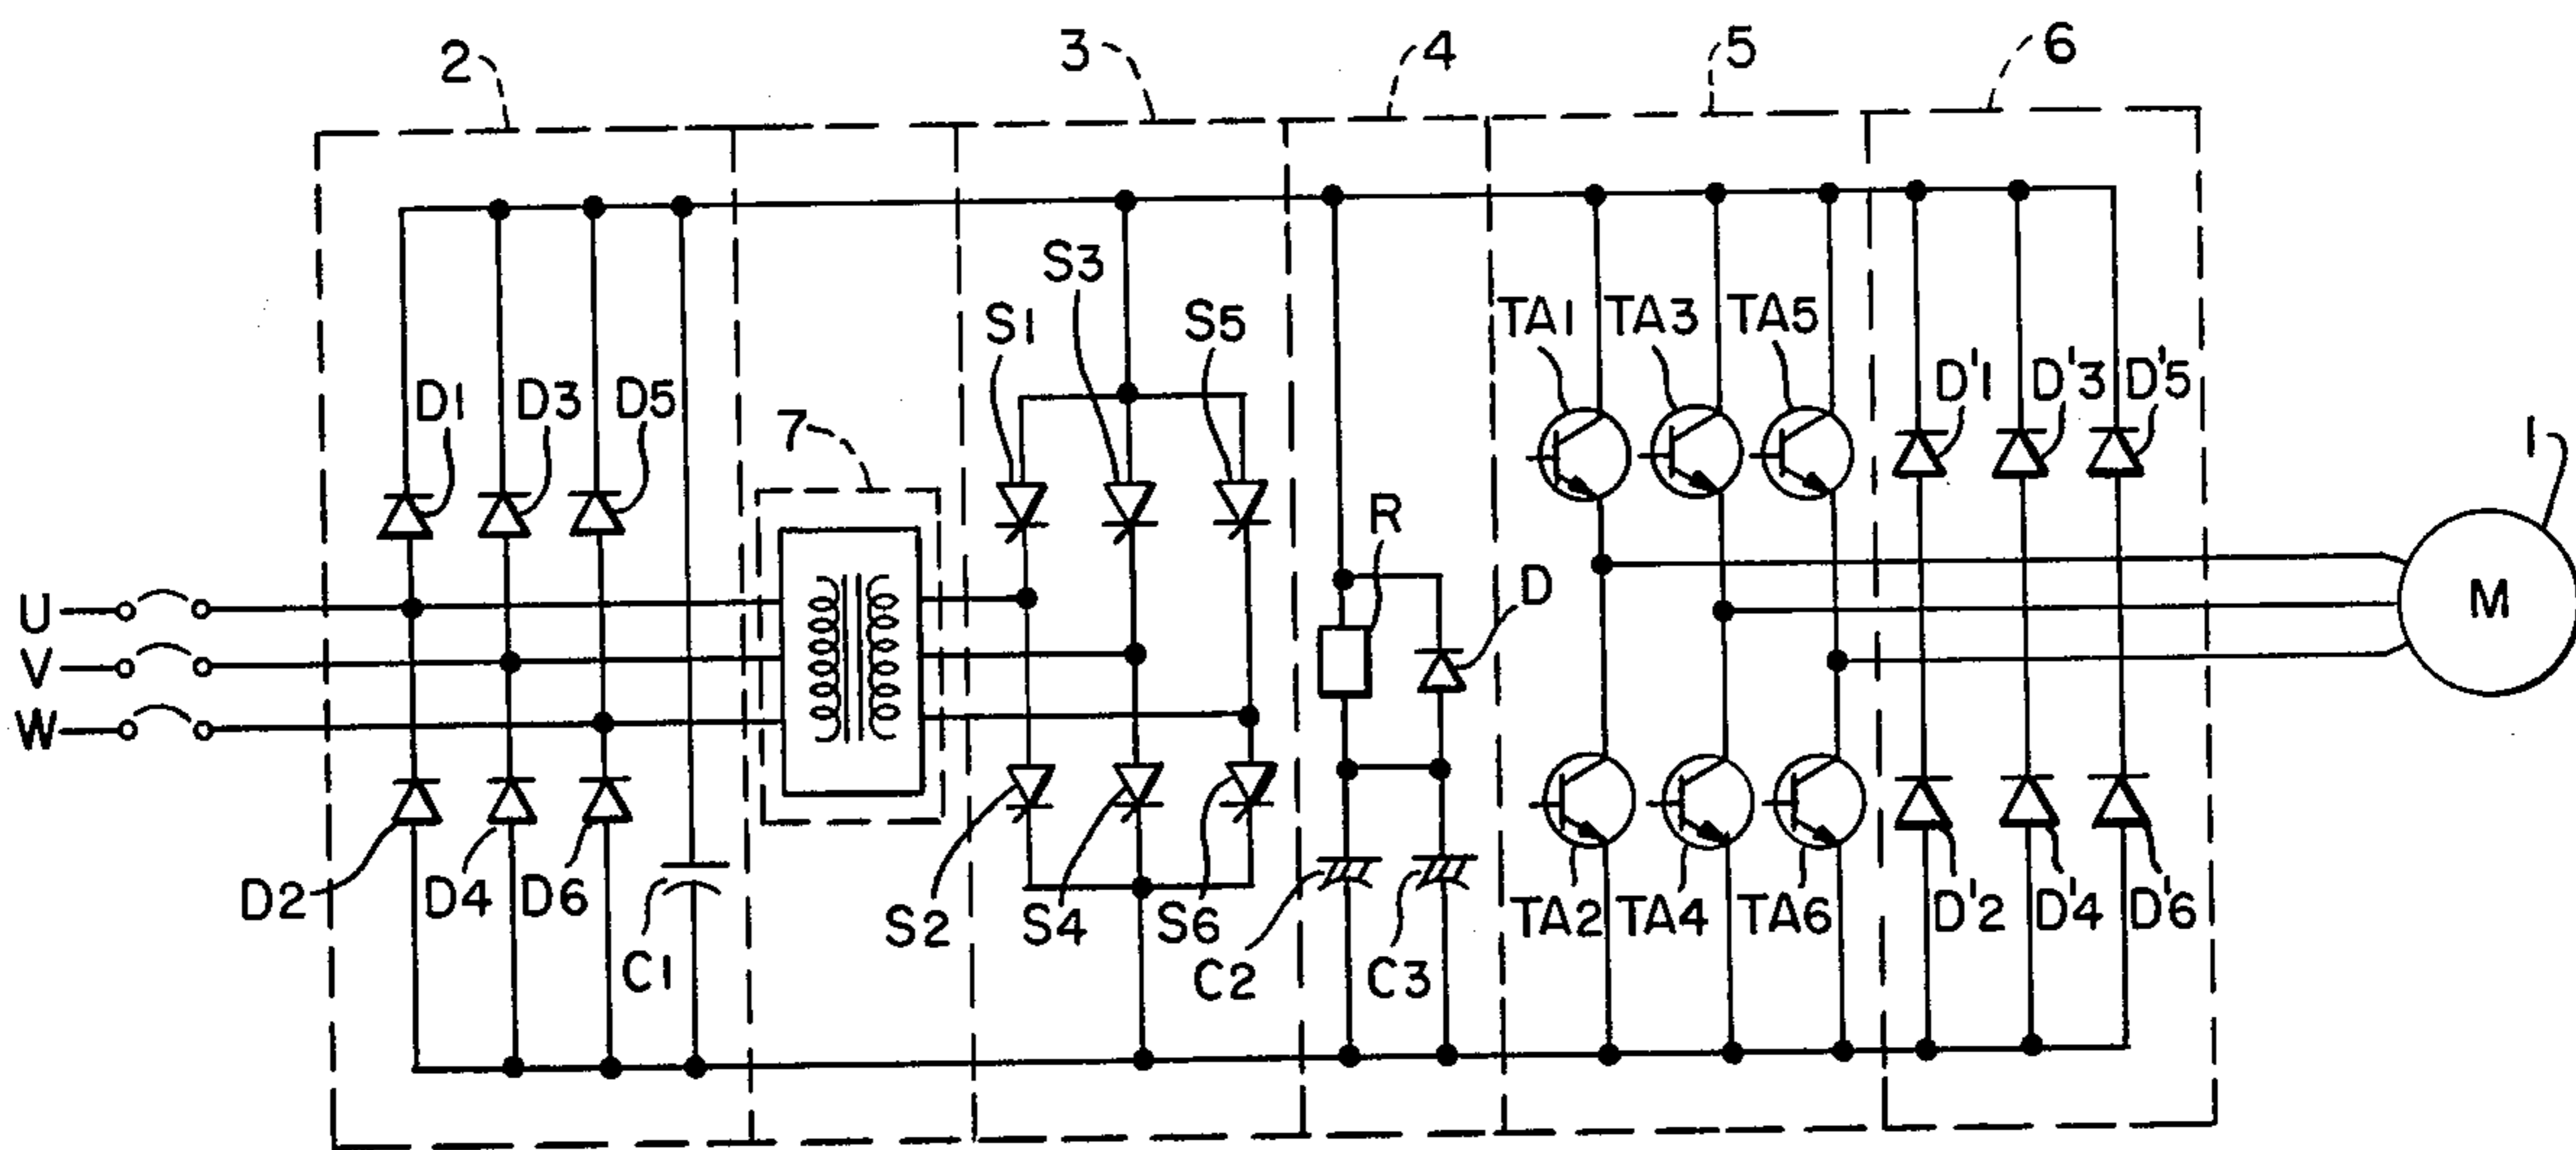 2 3 4 5 6
S3
S1 S5 TA1 TA3 TA5
D1 D3 D5 D'1 D'3 D'5
7 1
R
D
U M
V
W
D2 D4 D6 S2 S4 S6 TA2 TA4 TA6 D'2 D'4 D'6
C1 C2 C3